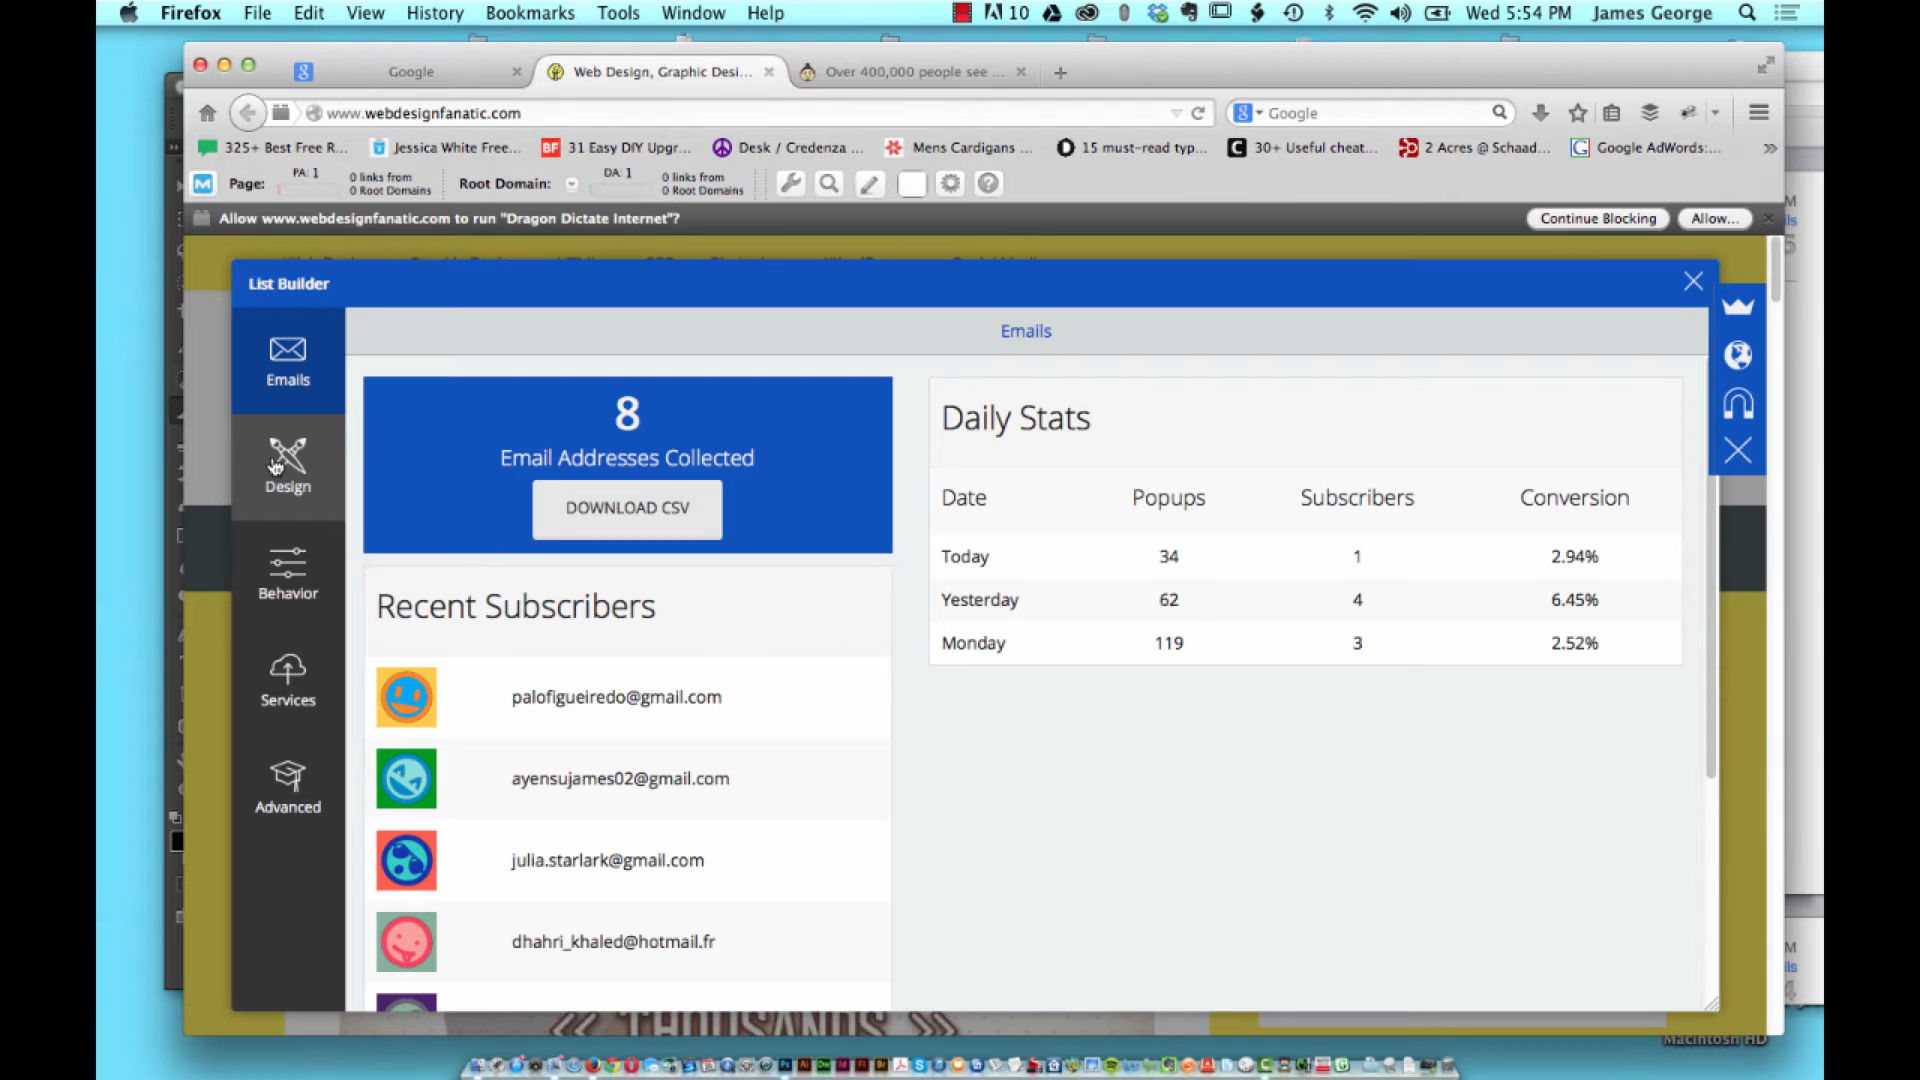 Firefox File Edit View History Bookmarks Tools Window Help 10 Wed 5:54 PM James George
Google Web Design, Graphic Desi... Over 400,000 people see ...
www.webdesignfanatic.com Google
325+ Best Free R... Jessica White Free... BF 31 Easy DIY Upgr... Desk / Credenza ... Mens Cardigans ... 15 must-read typ... 30+ Useful cheat... 2 Acres @ Schaad... Google AdWords:...
Page: PA: 1 0 links from 0 Root Domains Root Domain: DA: 1 0 links from 0 Root Domains
Allow www.webdesignfanatic.com to run "Dragon Dictate Internet"? Continue Blocking Allow...
List Builder
Emails
Emails
Design
Behavior
Services
Advanced
8
Email Addresses Collected
DOWNLOAD CSV
Recent Subscribers
palofigueiredo@gmail.com
ayensujames02@gmail.com
julia.starlark@gmail.com
dhahri_khaled@hotmail.fr
Daily Stats
Date Popups Subscribers Conversion
Today 34 1 2.94%
Yesterday 62 4 6.45%
Monday 119 3 2.52%
THOUSANDS
Macintosh HD